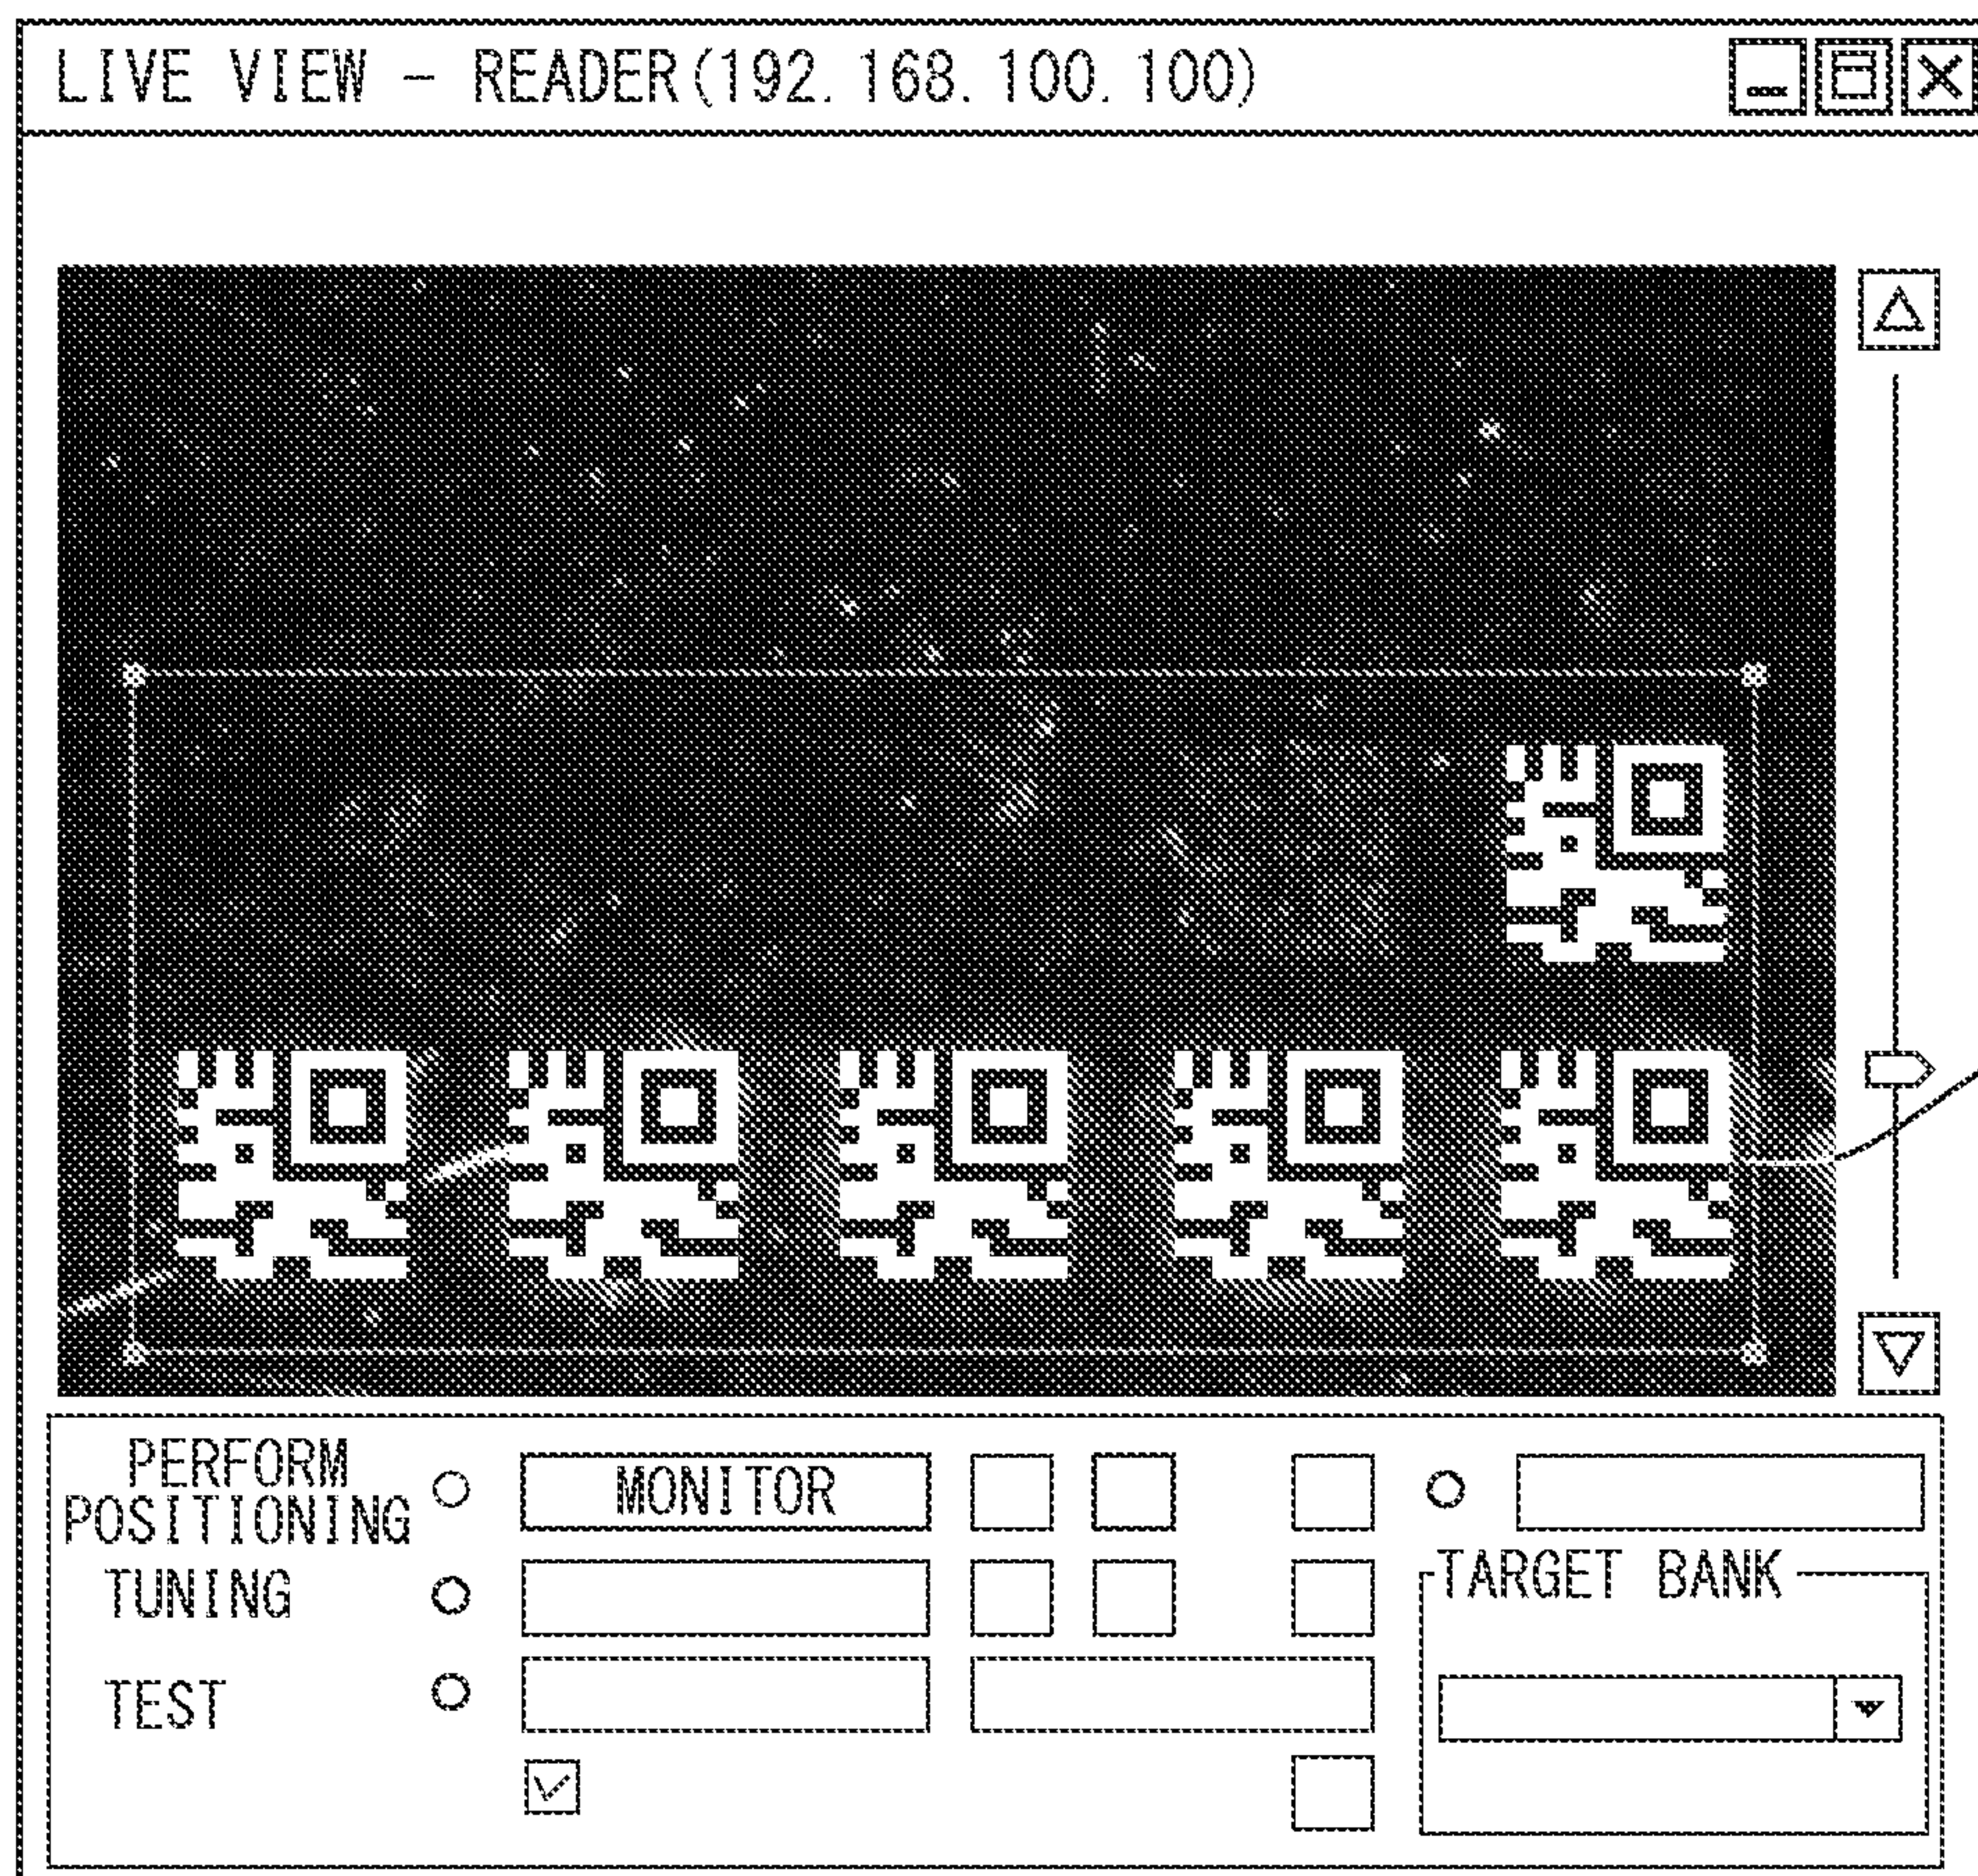 LIVE VIEW - READER(192.168.100.100)
PERFORM
POSITIONING
MONITOR
TUNING
TARGET BANK
TEST